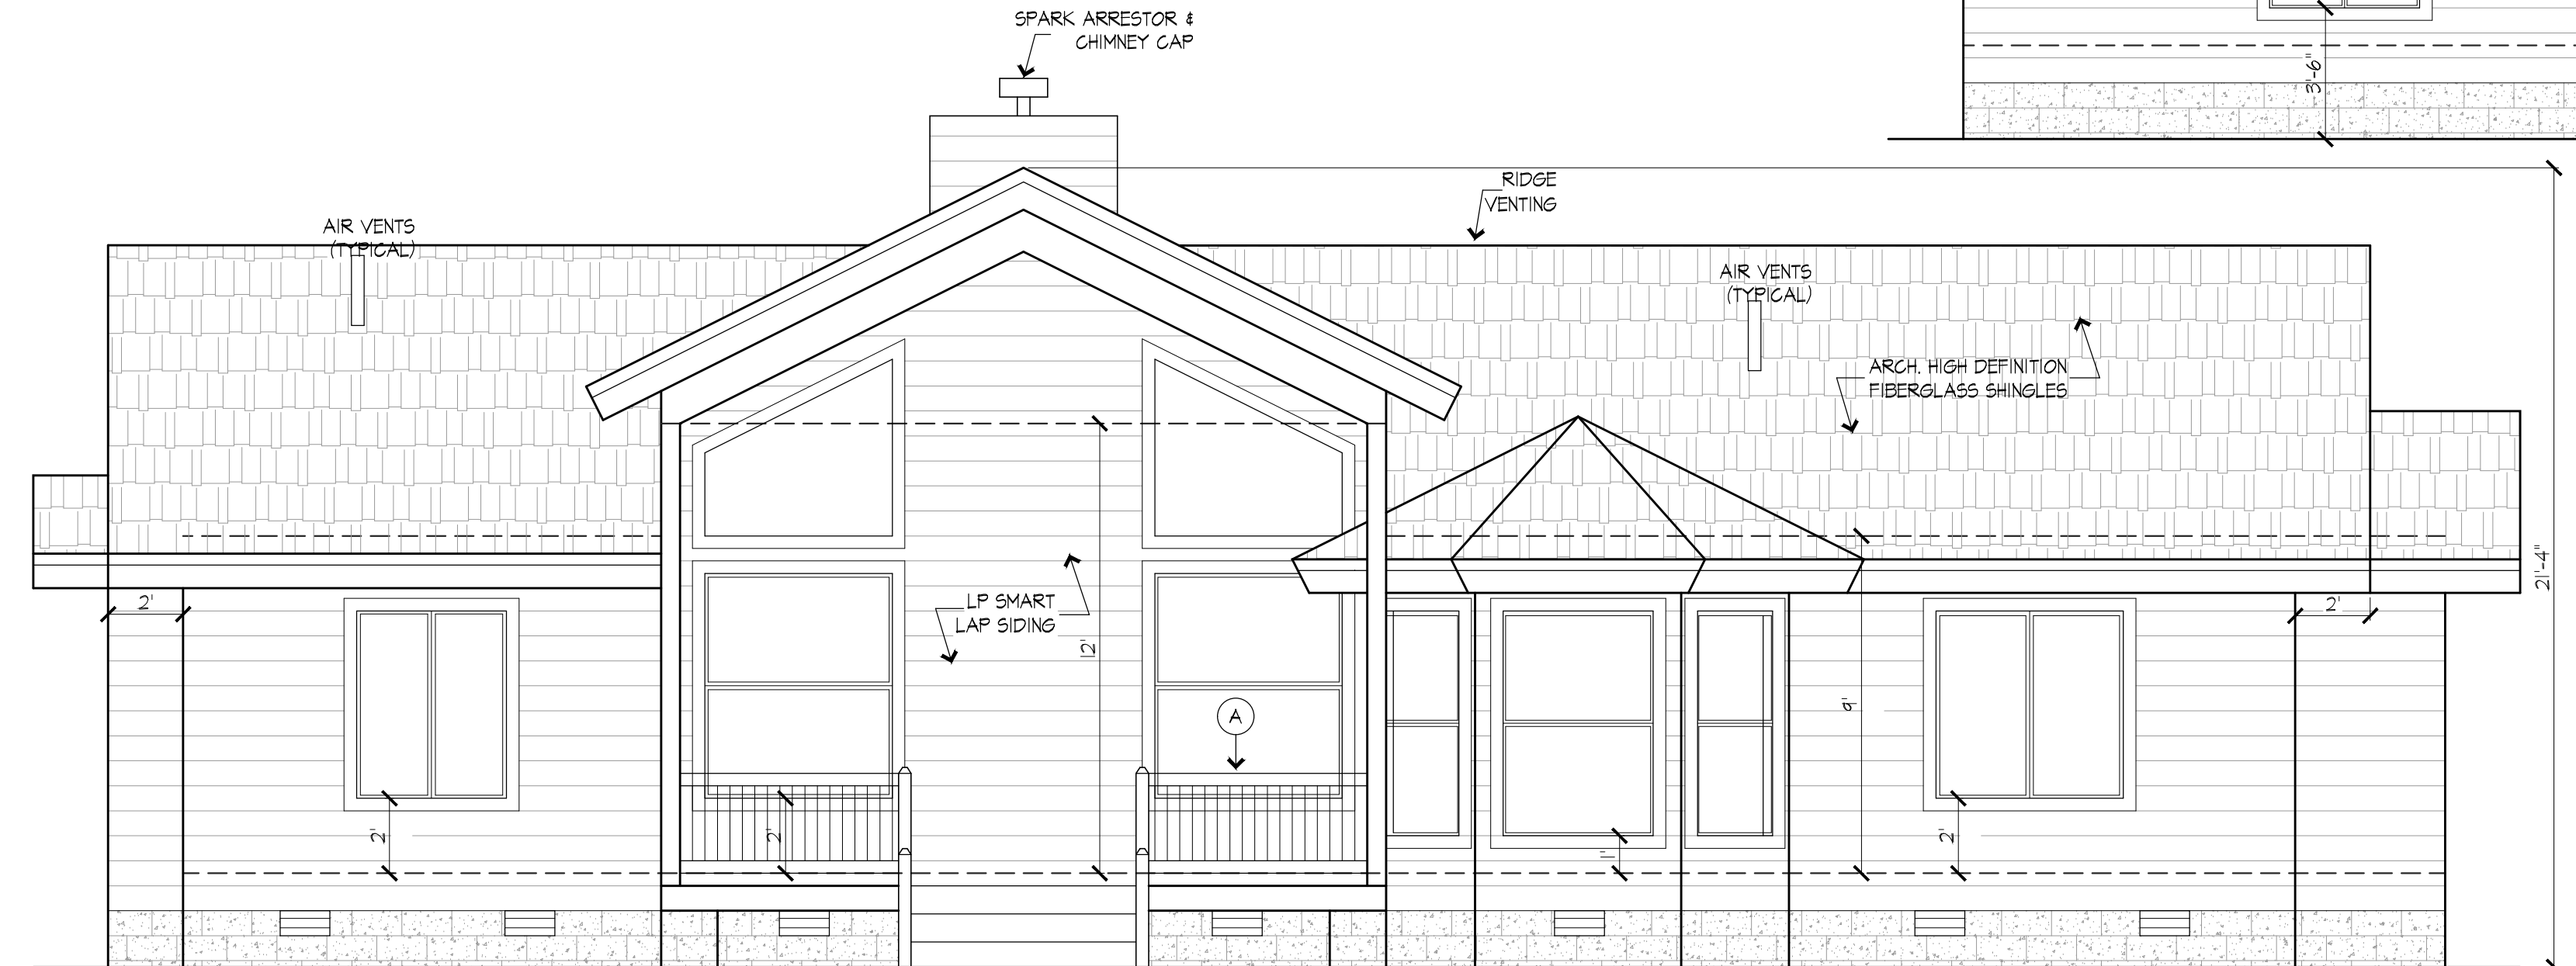 SPARK ARRESTOR &
CHIMNEY CAP
3'-6"
RIDGE
VENTING
AIR VENTS
(TYPICAL)
AIR VENTS
(TYPICAL)
ARCH. HIGH DEFINITION
FIBERGLASS SHINGLES
21'-4"
2'
LP SMART
LAP SIDING
12'
2'
A
9'
2'
2'
1'
2'